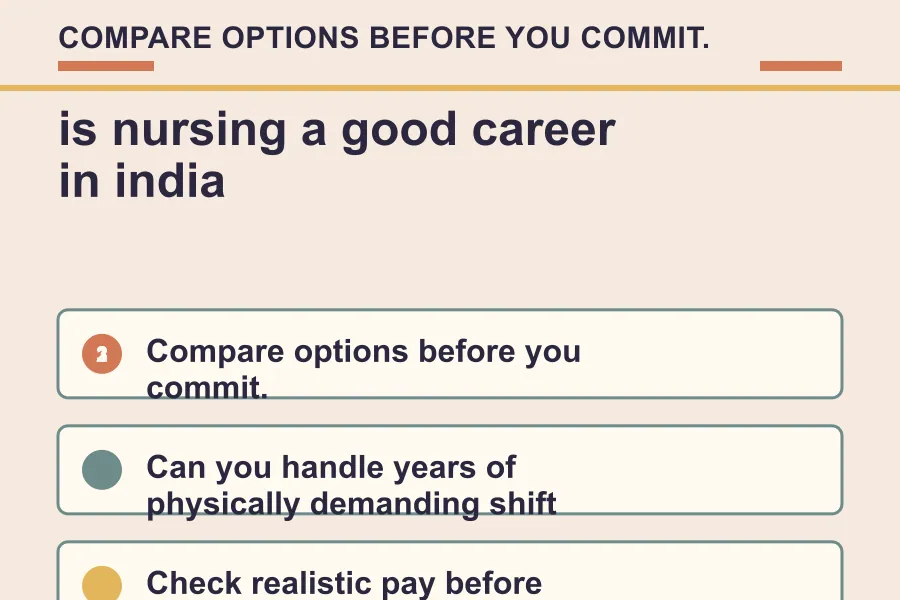 COMPARE OPTIONS BEFORE YOU COMMIT.
is nursing a good career
in india
Compare options before you
commit.
Can you handle years of
physically demanding shift
Check realistic pay before